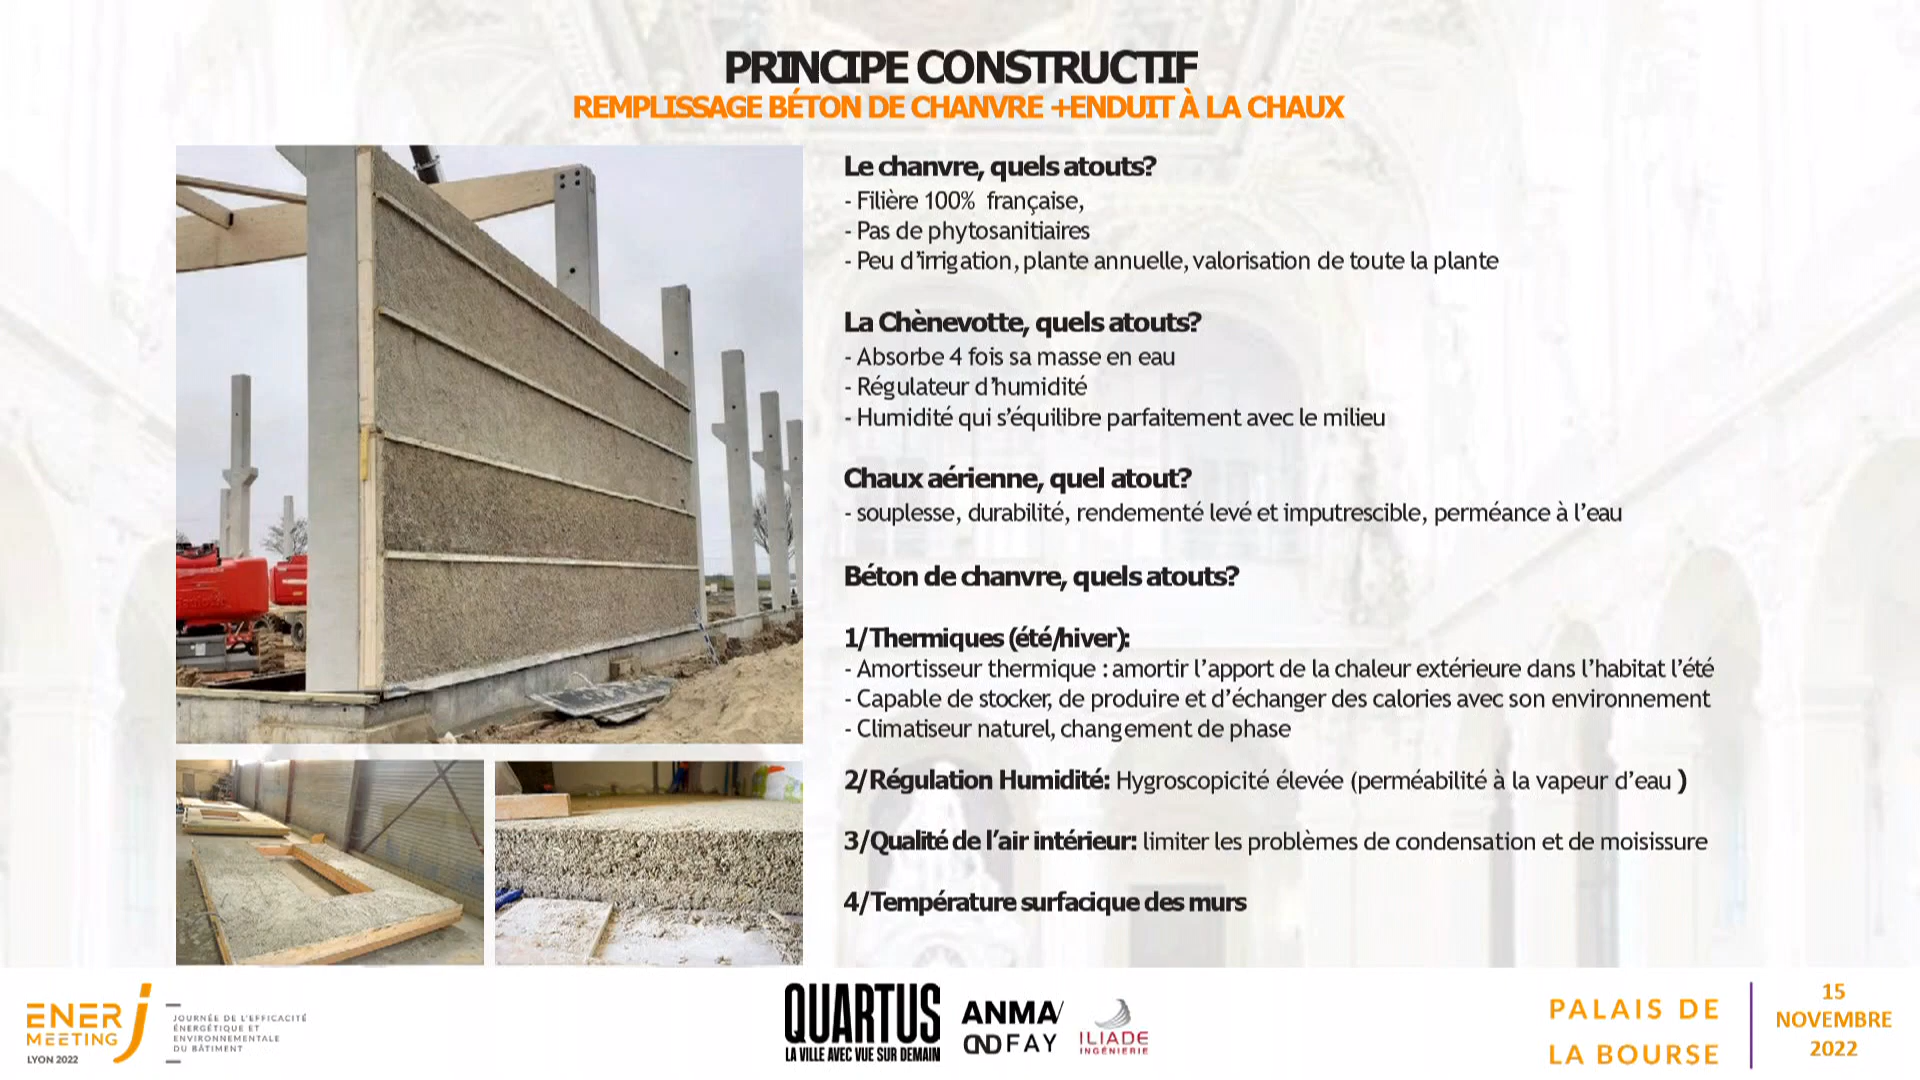 PRINCIPE CONSTRUCTIF
REMPLISSAGE BÉTON DE CHANVRE +ENDUIT À LA CHAUX
Le chanvre, quels atouts?
- Filière 100% française,
- Pas de phytosanitiaires
- Peu d'irrigation, plante annuelle, valorisation de toute la plante
La Chènevotte, quels atouts?
- Absorbe 4 fois sa masse en eau
- Régulateur d'humidité
- Humidité qui s'équilibre parfaitement avec le milieu
Chaux aérienne, quel atout?
- souplesse, durabilité, rendementé levé et imputrescible, perméance à l'eau
Béton de chanvre, quels atouts?
1/Thermiques (été/hiver):
- Amortisseur thermique : amortir l'apport de la chaleur extérieure dans l'habitat l'été
- Capable de stocker, de produire et d'échanger des calories avec son environnement
- Climatiseur naturel, changement de phase
2/Régulation Humidité: Hygroscopicité élevée (perméabilité à la vapeur d'eau )
3/Qualité de l'air intérieur: limiter les problèmes de condensation et de moisissure
4/Température surfacique des murs
ENERJ
MEETING
LYON 2022
JOURNÉE DE L'EFFICACITÉ
ÉNERGÉTIQUE ET
ENVIRONNEMENTALE
DU BÂTIMENT
QUARTUS
LA VILLE AVEC VUE SUR DEMAIN
ANMA/
FAY
ILIADE
INGÉNIERIE
PALAIS DE
LA BOURSE
15
NOVEMBRE
2022